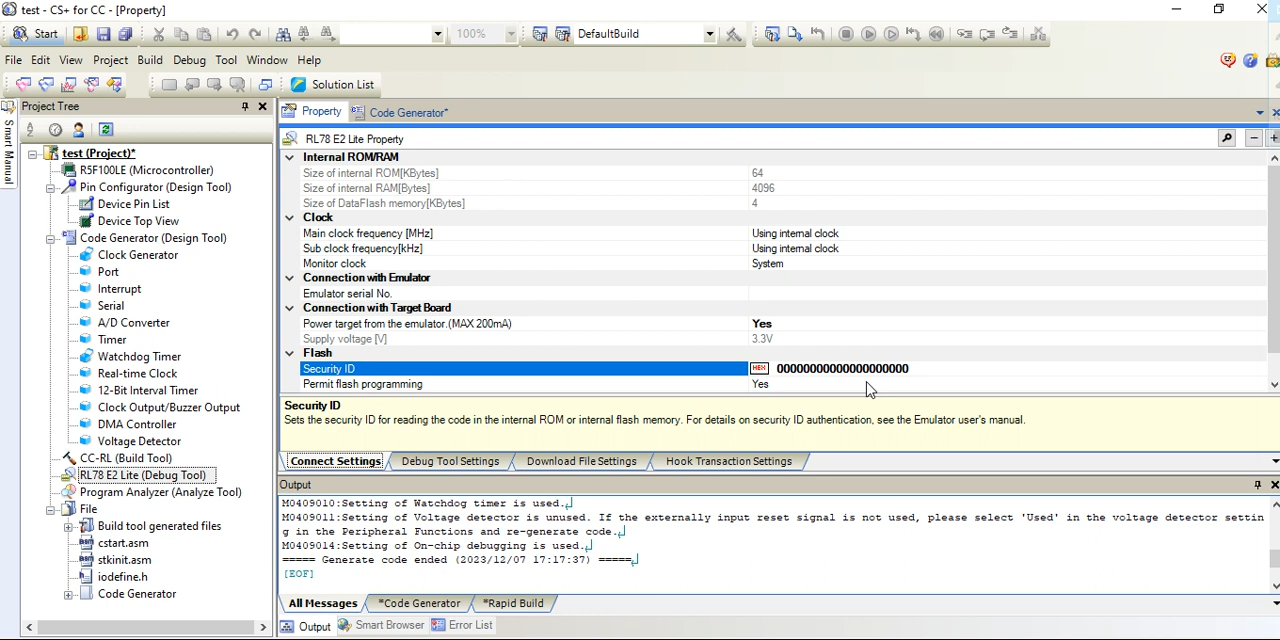 test - CS+ for CC - [Property]
Start 100% DefaultBuild
File Edit View Project Build Debug Tool Window Help
Solution List
Smart Manual
Project Tree
test (Project)*
R5F100LE (Microcontroller)
Pin Configurator (Design Tool)
Device Pin List
Device Top View
Code Generator (Design Tool)
Clock Generator
Port
Interrupt
Serial
A/D Converter
Timer
Watchdog Timer
Real-time Clock
12-Bit Interval Timer
Clock Output/Buzzer Output
DMA Controller
Voltage Detector
CC-RL (Build Tool)
RL78 E2 Lite (Debug Tool)
Program Analyzer (Analyze Tool)
File
Build tool generated files
cstart.asm
stkinit.asm
iodefine.h
Code Generator
Property Code Generator*
RL78 E2 Lite Property
Internal ROM/RAM
Size of internal ROM[KBytes] 64
Size of internal RAM[Bytes] 4096
Size of DataFlash memory[KBytes] 4
Clock
Main clock frequency [MHz] Using internal clock
Sub clock frequency[kHz] Using internal clock
Monitor clock System
Connection with Emulator
Emulator serial No.
Connection with Target Board
Power target from the emulator.(MAX 200mA) Yes
Supply voltage [V] 3.3V
Flash
Security ID HEX 00000000000000000000
Permit flash programming Yes
Security ID
Sets the security ID for reading the code in the internal ROM or internal flash memory. For details on security ID authentication, see the Emulator user's manual.
Connect Settings Debug Tool Settings Download File Settings Hook Transaction Settings
Output
M0409010:Setting of Watchdog timer is used.
M0409011:Setting of Voltage detector is unused. If the externally input reset signal is not used, please select 'Used' in the voltage detector settin
g in the Peripheral Functions and re-generate code.
M0409014:Setting of On-chip debugging is used.
===== Generate code ended (2023/12/07 17:17:37) =====
[EOF]
All Messages *Code Generator *Rapid Build
Output Smart Browser Error List